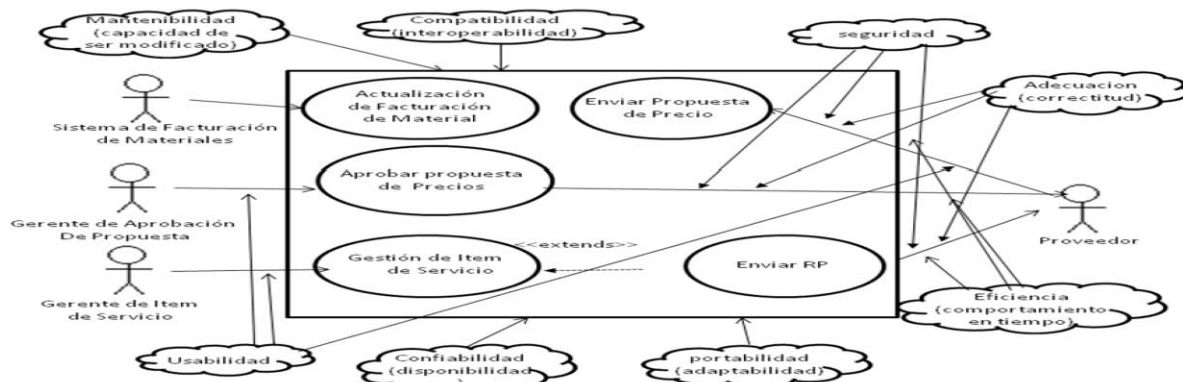 Mantenibilidad
(capacidad de
ser modificado)
Compatibilidad
(interoperabilidad)
seguridad
Adecuacion
(correctitud)
Actualización
de Facturación
de Material
Enviar Propuesta
de Precio
Sistema de Facturación
de Materiales
Aprobar propuesta
de Precios
Gerente de Aprobación
De Propuesta
Proveedor
<<extends>>
Gestión de Item
de Servicio
Enviar RP
Gerente de Item
de Servicio
Eficiencia
(comportamiento
en tiempo)
Usabilidad
Confiabilidad
(disponibilidad
portabilidad
(adaptabilidad)